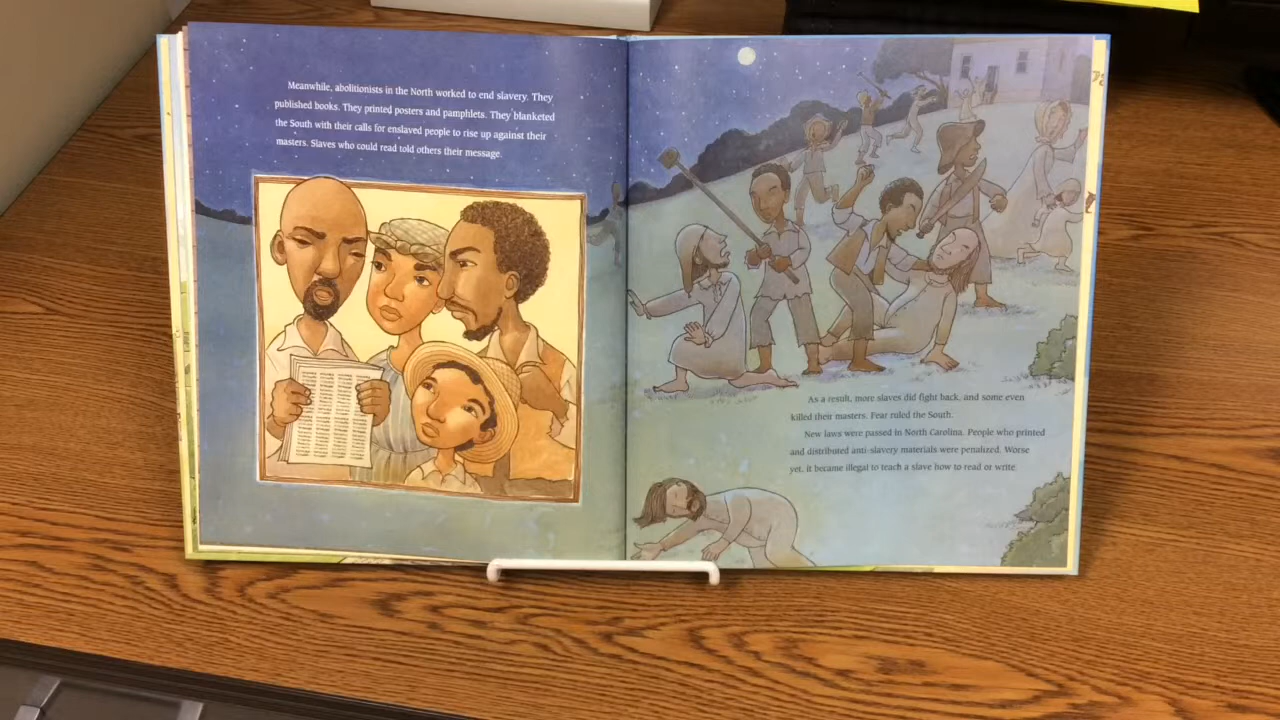 Meanwhile, abolitionists in the North worked to end slavery. They
published books. They printed posters and pamphlets. They blanketed
the South with their calls for enslaved people to rise up against their
masters. Slaves who could read told others their message.
As a result, more slaves did fight back, and some even
killed their masters. Fear ruled the South.
New laws were passed in North Carolina. People who printed
and distributed anti-slavery materials were penalized. Worse
yet, it became illegal to teach a slave how to read or write.